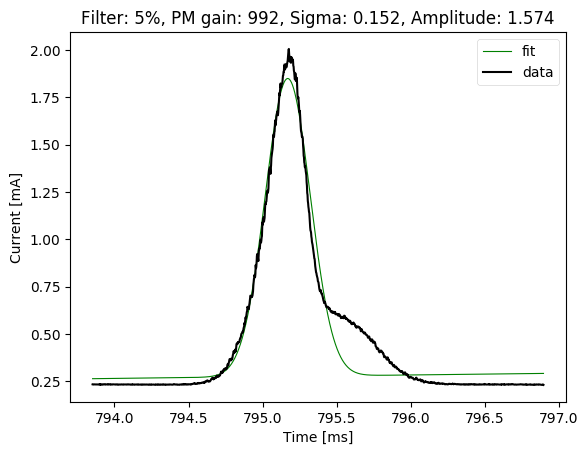 Filter: 5%, PM gain: 992, Sigma: 0.152, Amplitude: 1.574
fit
data
2.00
1.75
1.50
1.25
1.00
0.75
0.50
0.25
Current [mA]
794.0 794.5 795.0 795.5 796.0 796.5 797.0
Time [ms]